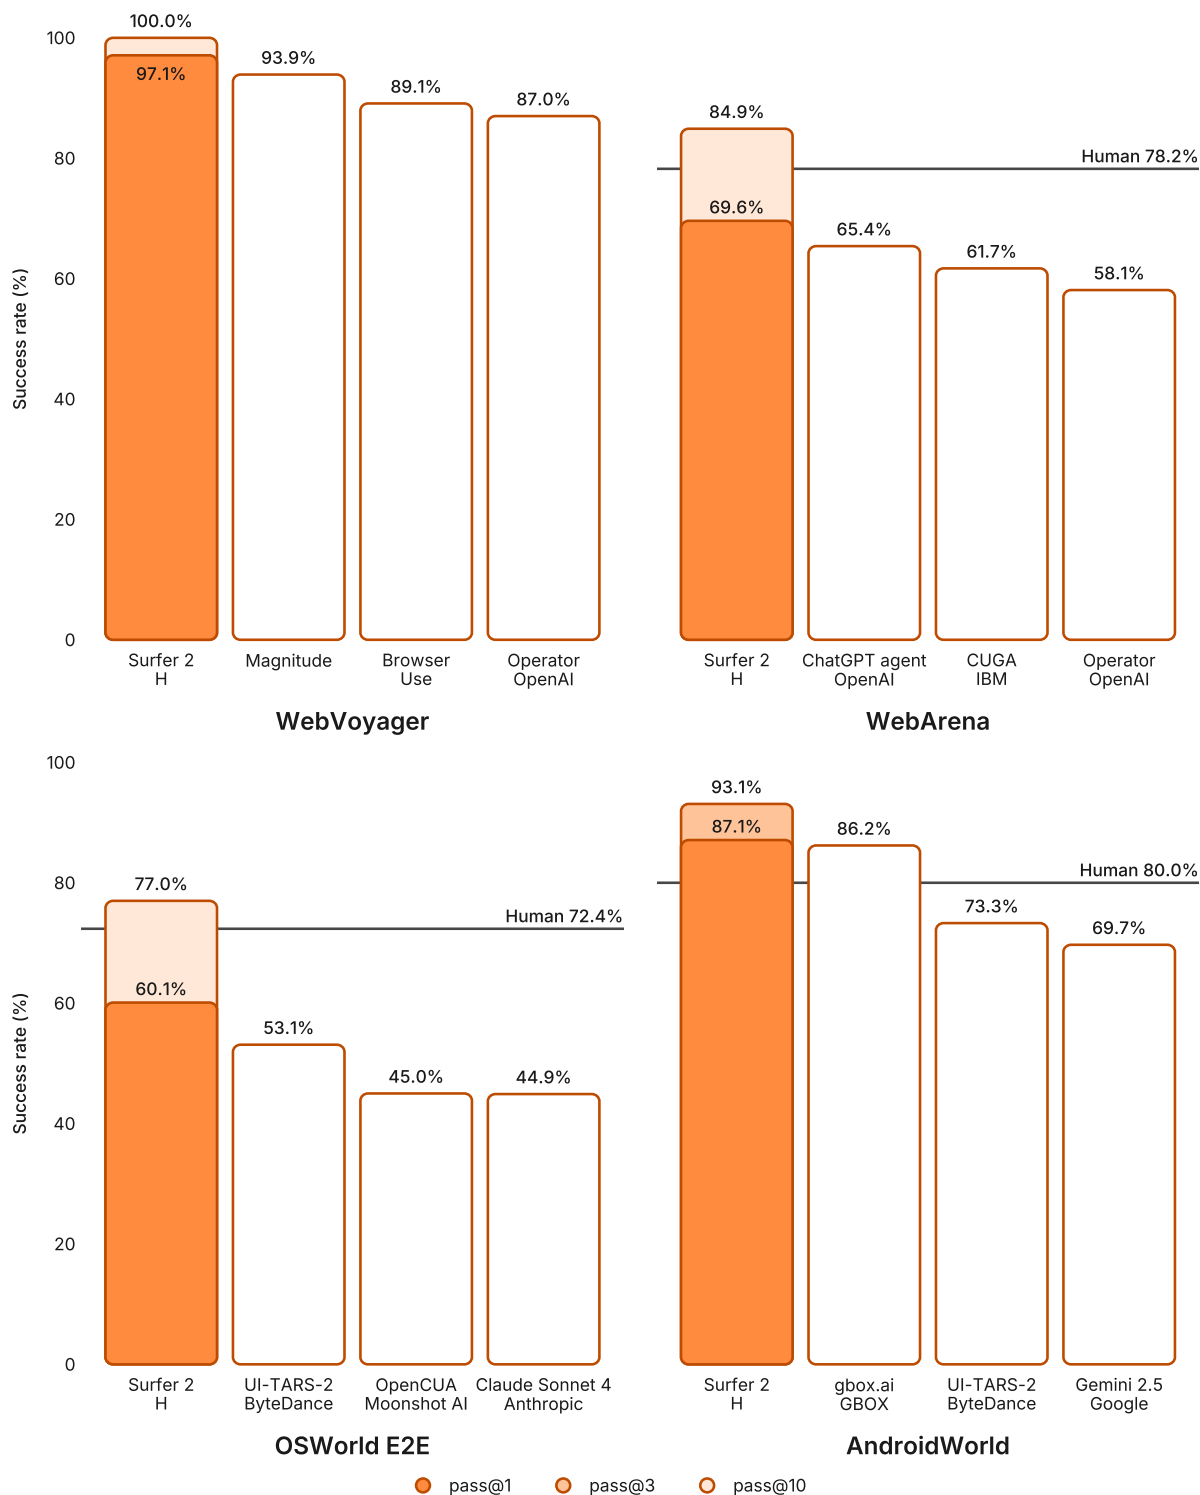 100.0%
100
97.1%
93.9%
89.1%
87.0%
80
60
40
20
0
Success rate (%)
Surfer 2
H
Magnitude
Browser
Use
Operator
OpenAI
WebVoyager
84.9%
Human 78.2%
69.6%
65.4%
61.7%
58.1%
Surfer 2
H
ChatGPT agent
OpenAI
CUGA
IBM
Operator
OpenAI
WebArena
100
80
60
40
20
0
Success rate (%)
77.0%
Human 72.4%
60.1%
53.1%
45.0%
44.9%
Surfer 2
H
UI-TARS-2
ByteDance
OpenCUA
Moonshot AI
Claude Sonnet 4
Anthropic
OSWorld E2E
93.1%
87.1%
86.2%
Human 80.0%
73.3%
69.7%
Surfer 2
H
gbox.ai
GBOX
UI-TARS-2
ByteDance
Gemini 2.5
Google
AndroidWorld
pass@1
pass@3
pass@10